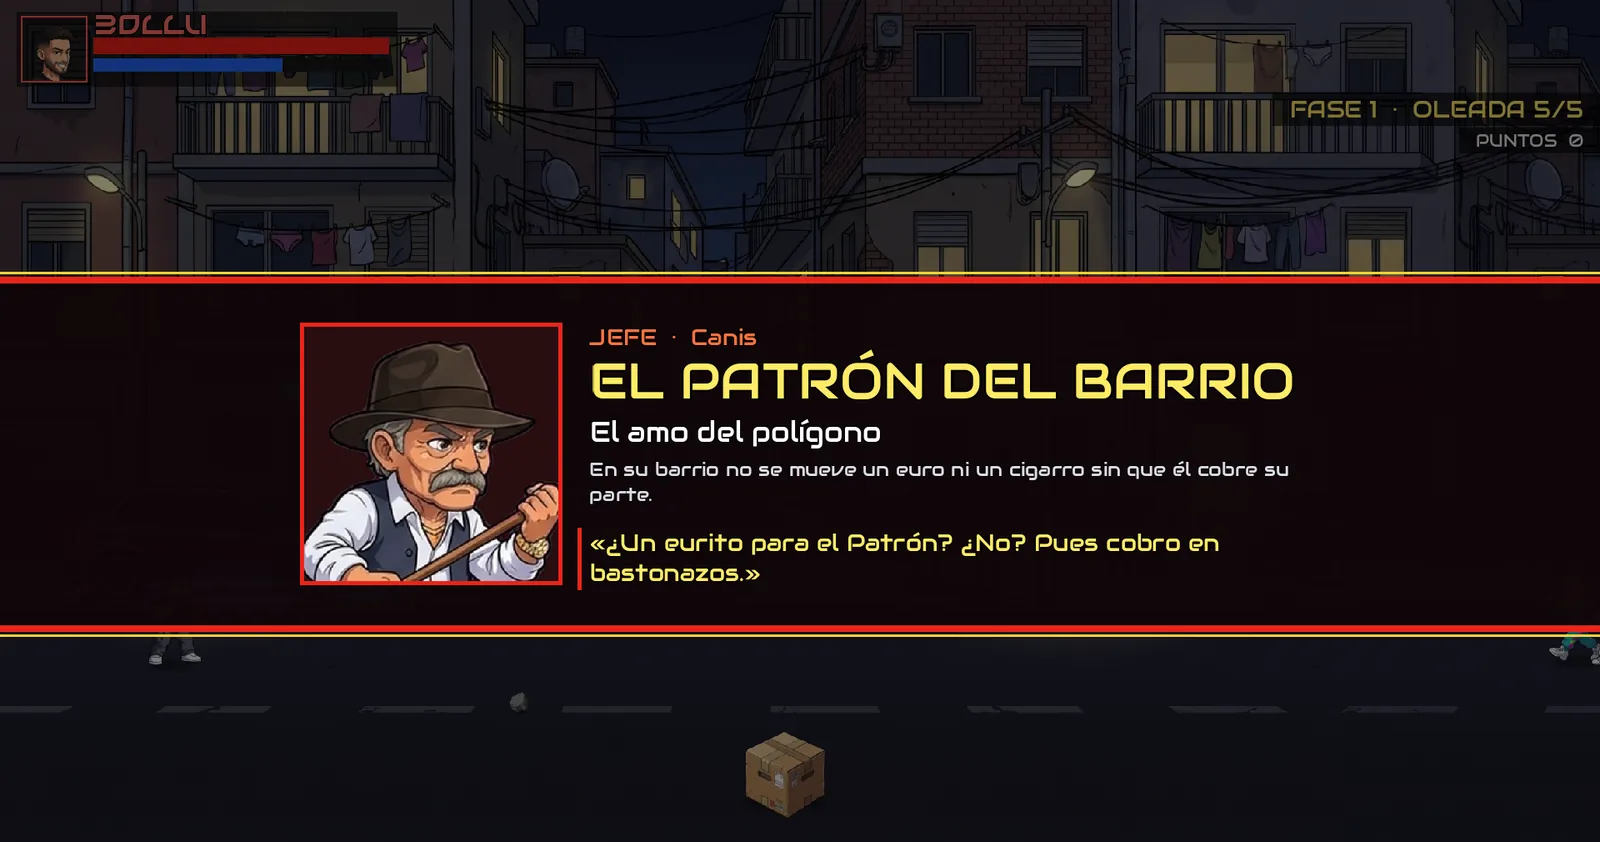 BOLLU
FASE 1 · OLEADA 5/5
PUNTOS 0
JEFE · Canis
EL PATRÓN DEL BARRIO
El amo del polígono
En su barrio no se mueve un euro ni un cigarro sin que él cobre su
parte.
«¿Un eurito para el Patrón? ¿No? Pues cobro en
bastonazos.»